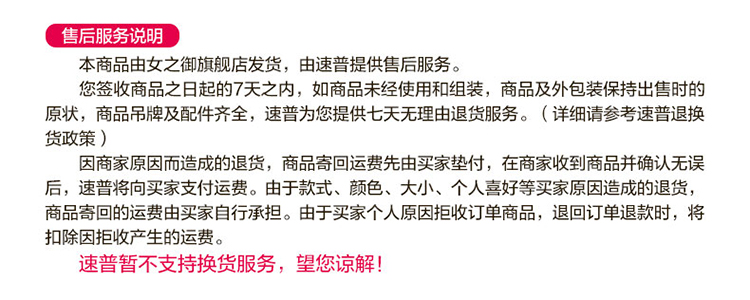 售后服务说明
本商品由女之御旗舰店发货，由速普提供售后服务。
您签收商品之日起的7天之内，如商品未经使用和组装，商品及外包装保持出售时的
原状，商品吊牌及配件齐全，速普为您提供七天无理由退货服务。（详细请参考速普退换
货政策）
因商家原因而造成的退货，商品寄回运费先由买家垫付，在商家收到商品并确认无误
后，速普将向买家支付运费。由于款式、颜色、大小、个人喜好等买家原因造成的退货，
商品寄回的运费由买家自行承担。由于买家个人原因拒收订单商品，退回订单退款时，将
扣除因拒收产生的运费。
速普暂不支持换货服务，望您谅解！